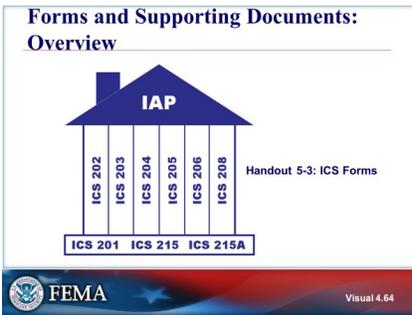 Forms and Supporting Documents:
Overview
IAP
ICS 202
ICS 203
ICS 204
ICS 205
ICS 206
ICS 208
Handout 5-3: ICS Forms
ICS 201 ICS 215 ICS 215A
FEMA
Visual 4.64